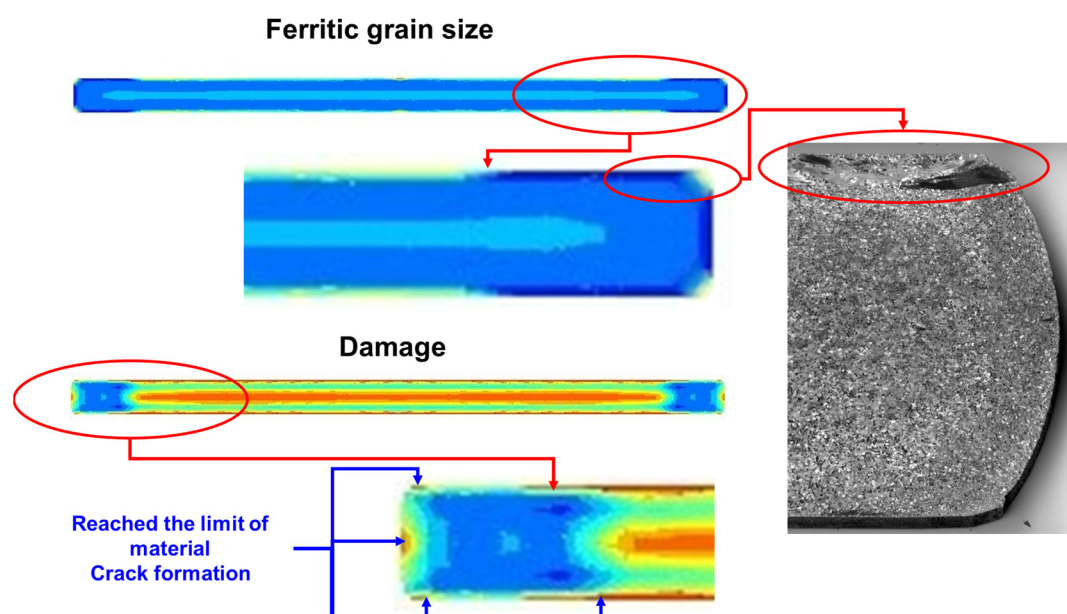 Ferritic grain size
Damage
Reached the limit of
material
Crack formation